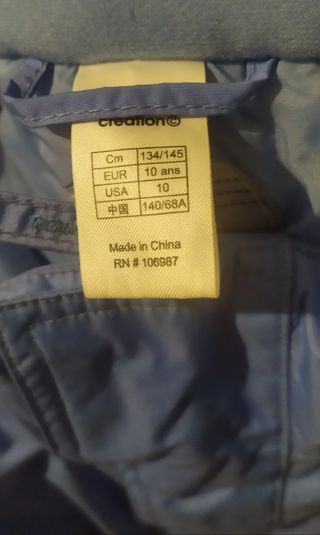 creation©
Cm 134/145
EUR 10 ans
USA 10
中国 140/68A
Made in China
RN # 106987